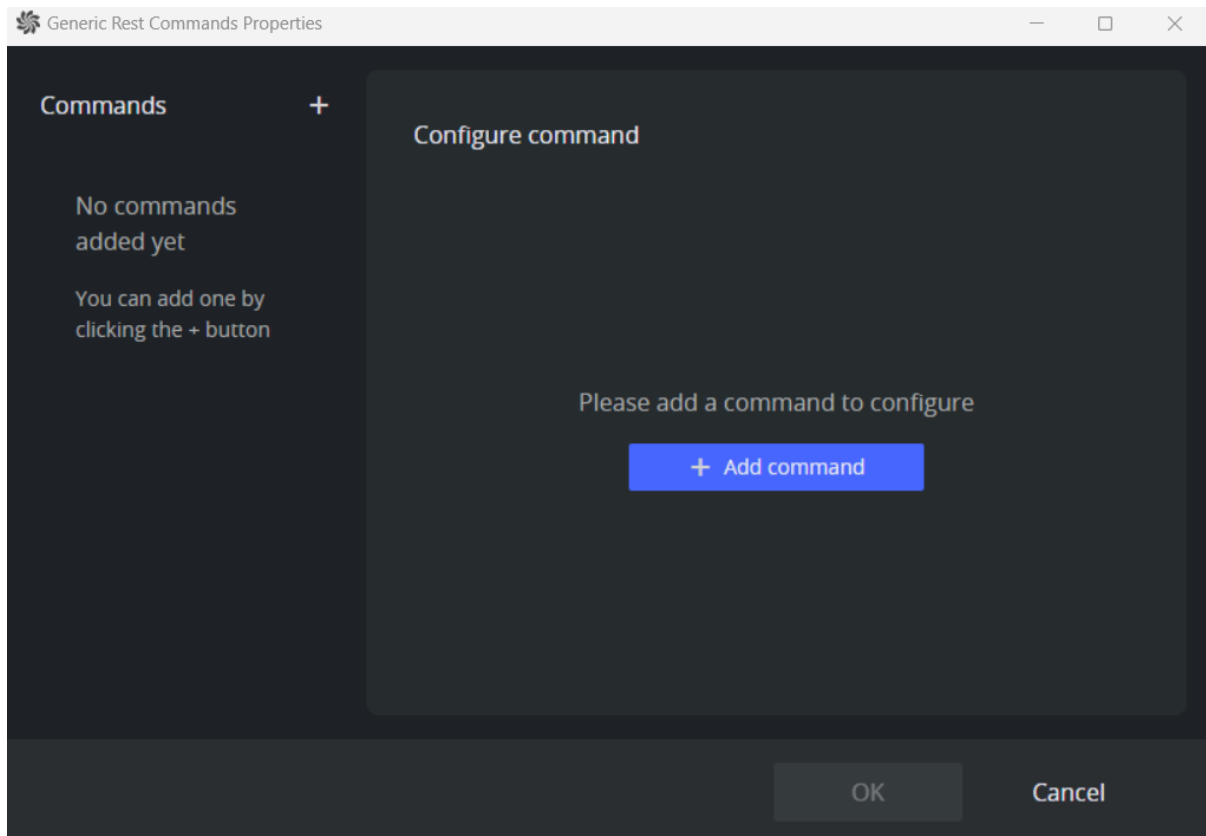 Generic Rest Commands Properties
Commands +
No commands
added yet
You can add one by
clicking the + button
Configure command
Please add a command to configure
+ Add command
OK
Cancel